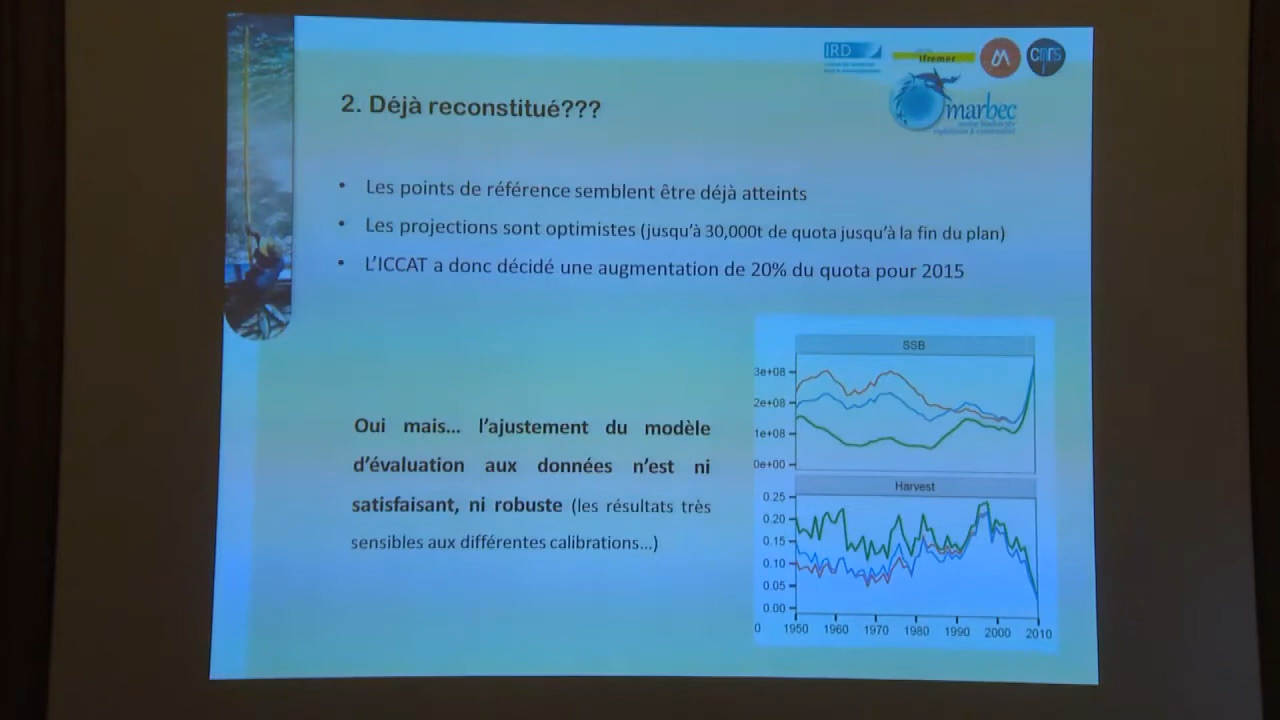 IRD
Ifremer
M
CNRS
marbec
2. Déjà reconstitué???
• Les points de référence semblent être déjà atteints
• Les projections sont optimistes (jusqu'à 30,000t de quota jusqu'à la fin du plan)
• L'ICCAT a donc décidé une augmentation de 20% du quota pour 2015
Oui mais... l'ajustement du modèle
d'évaluation aux données n'est ni
satisfaisant, ni robuste (les résultats très
sensibles aux différentes calibrations...)
SSB
3e+08
2e+08
1e+08
0e+00
Harvest
0.25
0.20
0.15
0.10
0.05
0.00
0 1950 1960 1970 1980 1990 2000 2010